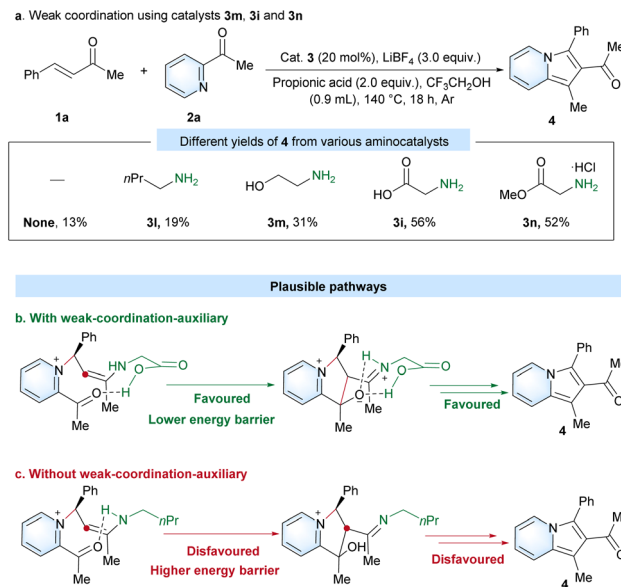 a. Weak coordination using catalysts 3m, 3i and 3n
Ph
O
Me
1a
+
O
Me
N
2a
Cat. 3 (20 mol%), LiBF4 (3.0 equiv.)
Propionic acid (2.0 equiv.), CF3CH2OH
(0.9 mL), 140 °C, 18 h, Ar
Ph
Me
N
O
Me
4
Different yields of 4 from various aminocatalysts
—
nPr NH2
HO NH2
O
HO NH2
O ·HCl
MeO NH2
None, 13%
3l, 19%
3m, 31%
3i, 56%
3n, 52%
Plausible pathways
b. With weak-coordination-auxiliary
Ph
+
N
HN
O
O
H
O
Me
Me
Favoured
Lower energy barrier
Ph
+
N
H
N
+
O
O
O
H
Me
Me
Favoured
Ph
M
N
O
Me
4
c. Without weak-coordination-auxiliary
Ph
+
N
H
N
nPr
O
Me
Me
Disfavoured
Higher energy barrier
Ph
+
N
N
nPr
OH
Me
Me
Disfavoured
Ph
M
N
O
Me
4